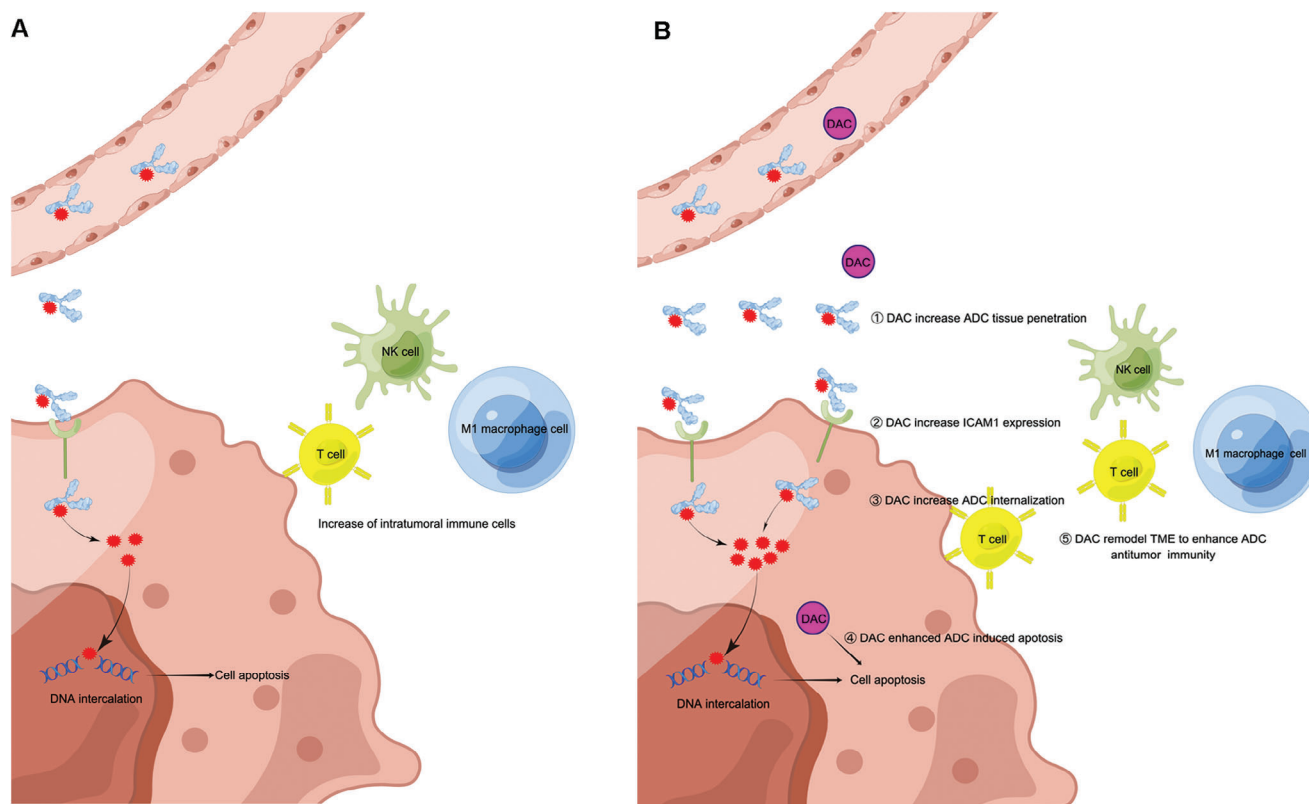 A
NK cell
M1 macrophage cell
T cell
Increase of intratumoral immune cells
Cell apoptosis
DNA intercalation
B
DAC
DAC
① DAC increase ADC tissue penetration
NK cell
② DAC increase ICAM1 expression
M1 macrophage cell
T cell
③ DAC increase ADC internalization
T cell
⑤ DAC remodel TME to enhance ADC
antitumor immunity
DAC
④ DAC enhanced ADC induced apotosis
Cell apoptosis
DNA intercalation